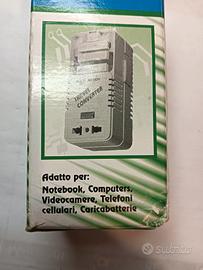 CONVERTER
Adatto per:
Notebook, Computers,
Videocamere, Telefoni
cellulari, Caricabatterie
Subito